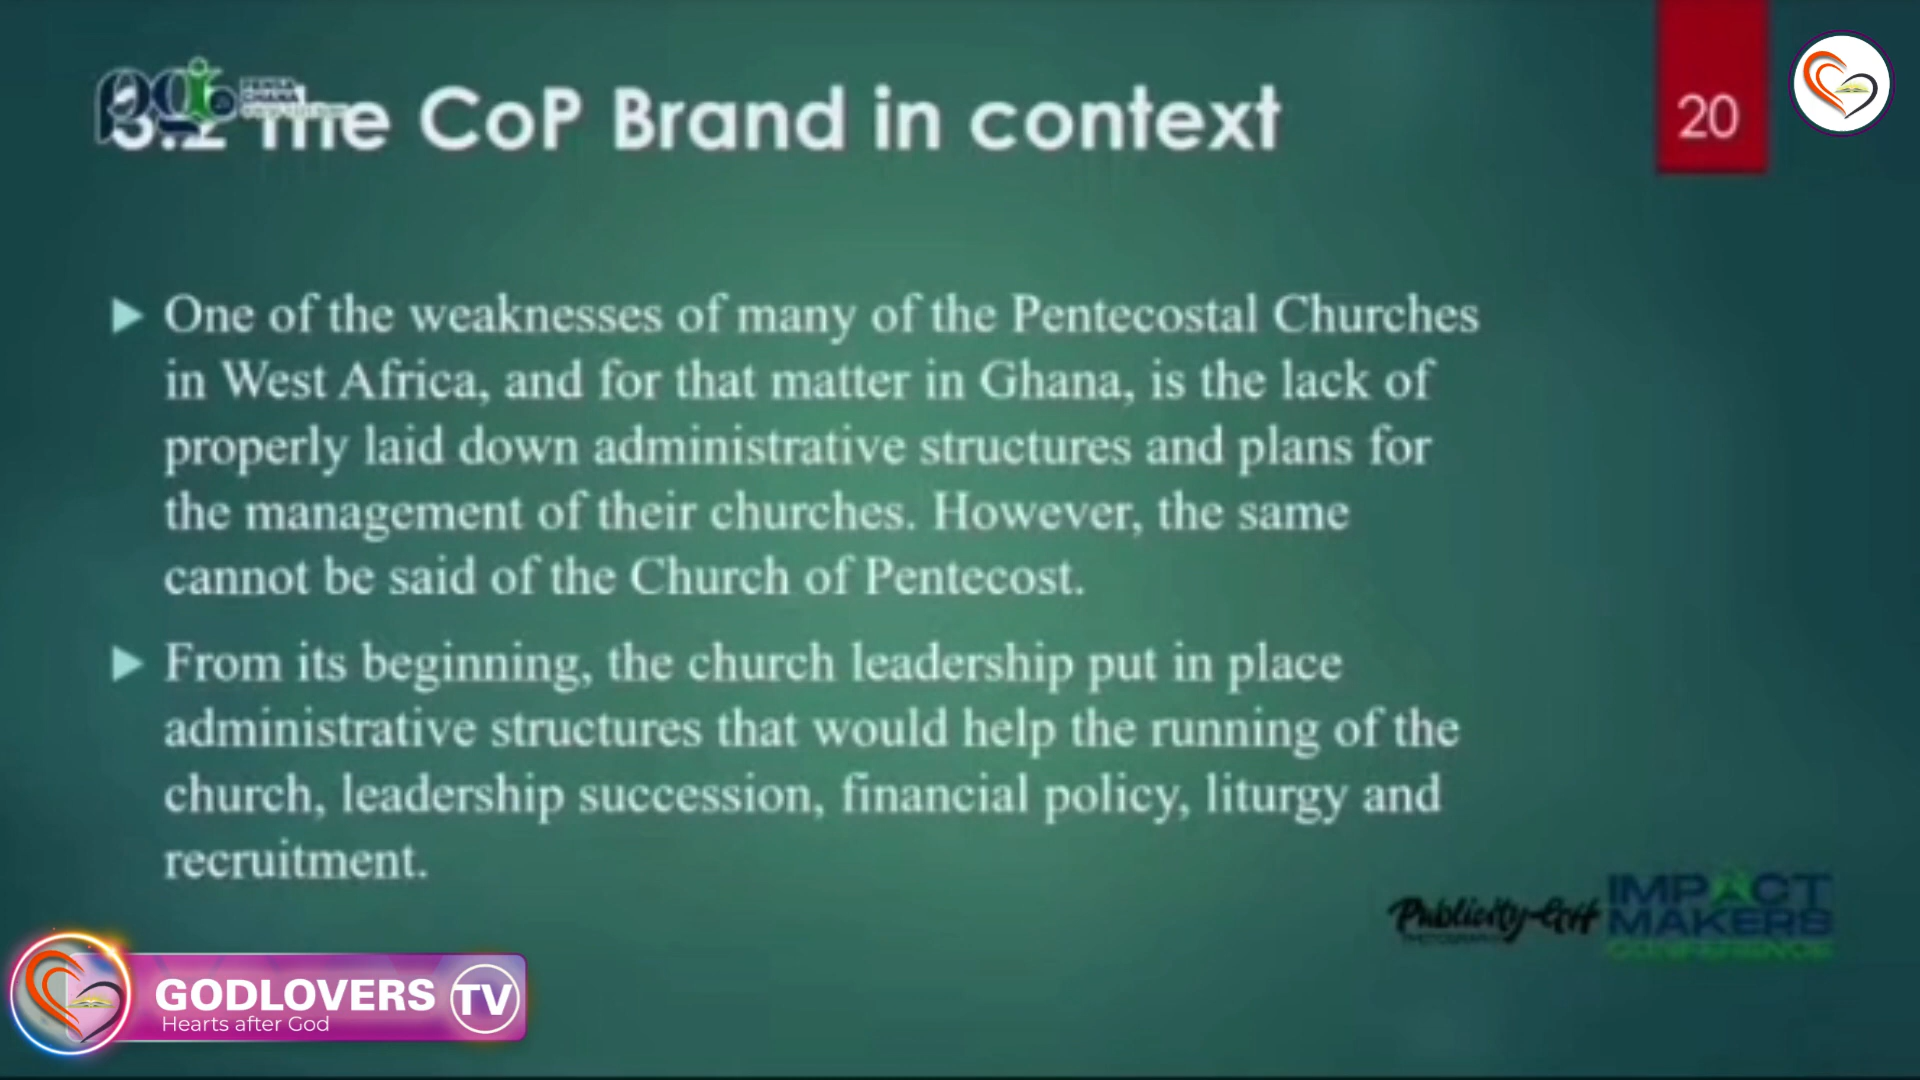 the CoP Brand in context
20
One of the weaknesses of many of the Pentecostal Churches
in West Africa, and for that matter in Ghana, is the lack of
properly laid down administrative structures and plans for
the management of their churches. However, the same
cannot be said of the Church of Pentecost.
From its beginning, the church leadership put in place
administrative structures that would help the running of the
church, leadership succession, financial policy, liturgy and
recruitment.
IMPACT
MAKERS
CONFERENCE
GODLOVERS TV
Hearts after God